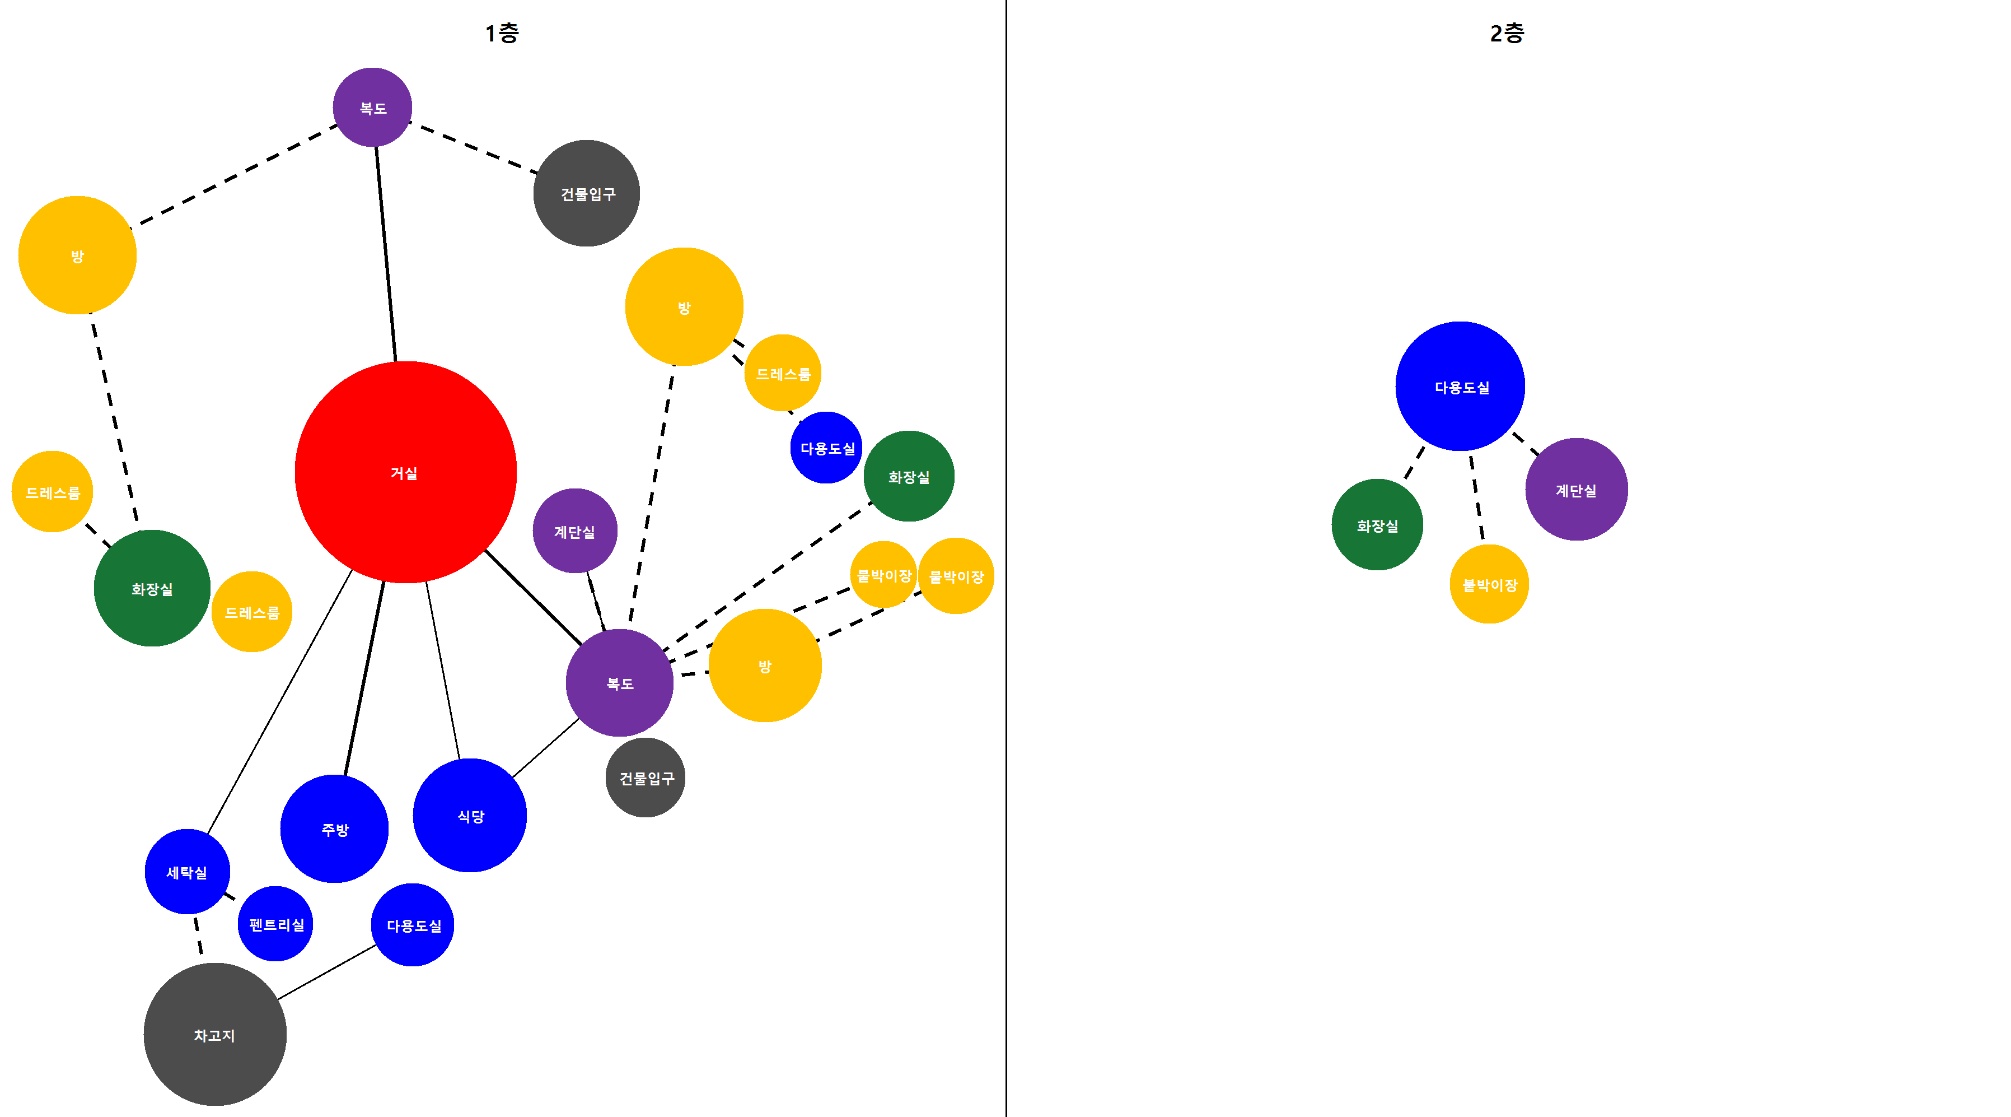 1층
2층
복도
건물입구
방
방
드레스룸
다용도실
다용도실
화장실
거실
드레스룸
계단실
계단실
화장실
붙박이장
붙박이장
화장실
붙박이장
드레스룸
방
복도
건물입구
식당
주방
세탁실
펜트리실
다용도실
차고지